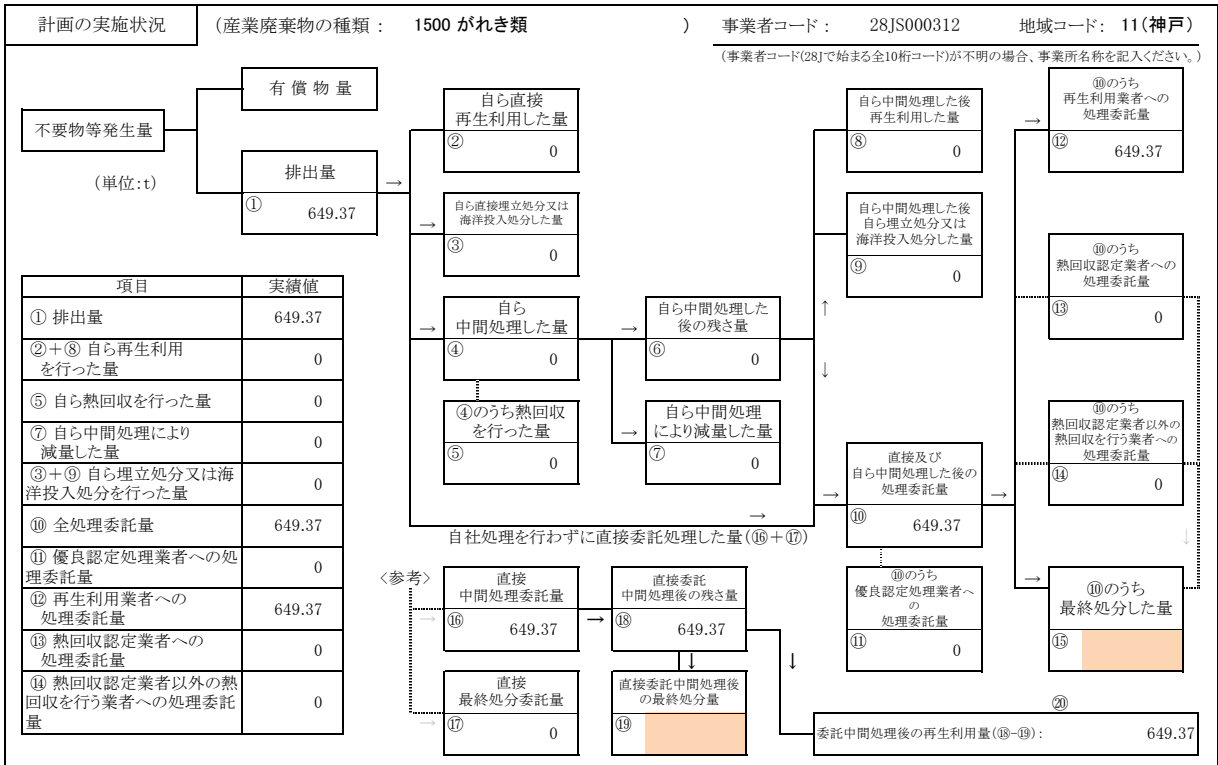 計画の実施状況
(産業廃棄物の種類： 1500 がれき類 )
事業者コード： 28JS000312
地域コード： 11(神戸)
(事業者コード(28Jで始まる全10桁コード)が不明の場合、事業所名称を記入ください。)
不要物等発生量
(単位:t)
有償物量
排出量
① 649.37
→
自ら直接
再生利用した量
② 0
→
自ら直接埋立処分又は
海洋投入処分した量
③ 0
→
自ら
中間処理した量
④ 0
④のうち熱回収
を行った量
⑤ 0
→
自ら中間処理した
後の残さ量
⑥ 0
→
自ら中間処理
により減量した量
⑦ 0
自ら中間処理した後
再生利用した量
⑧ 0
自ら中間処理した後
自ら埋立処分又は
海洋投入処分した量
⑨ 0
↑
↓
→
直接及び
自ら中間処理した後の
処理委託量
⑩ 649.37
→
⑩のうち
優良認定処理業者へ
の
処理委託量
⑪ 0
→
⑩のうち
再生利用業者への
処理委託量
⑫ 649.37
⑩のうち
熱回収認定業者への
処理委託量
⑬ 0
⑩のうち
熱回収認定業者以外の
熱回収を行う業者への
処理委託量
⑭ 0
↓
→
⑩のうち
最終処分した量
⑮
→
自社処理を行わずに直接委託処理した量(⑯＋⑰)
項目 実績値
① 排出量 649.37
②＋⑧ 自ら再生利用
を行った量 0
⑤ 自ら熱回収を行った量 0
⑦ 自ら中間処理により
減量した量 0
③＋⑨ 自ら埋立処分又は海
洋投入処分を行った量 0
⑩ 全処理委託量 649.37
⑪ 優良認定処理業者への処
理委託量 0
⑫ 再生利用業者への
処理委託量 649.37
⑬ 熱回収認定業者への
処理委託量 0
⑭ 熱回収認定業者以外の熱
回収を行う業者への処理委託
量 0
〈参考〉
→
直接
中間処理委託量
⑯ 649.37
→
直接委託
中間処理後の残さ量
⑱ 649.37
→
直接
最終処分委託量
⑰ 0
↓
直接委託中間処理後
の最終処分量
⑲
↓
⑳
委託中間処理後の再生利用量(⑱-⑲)： 649.37